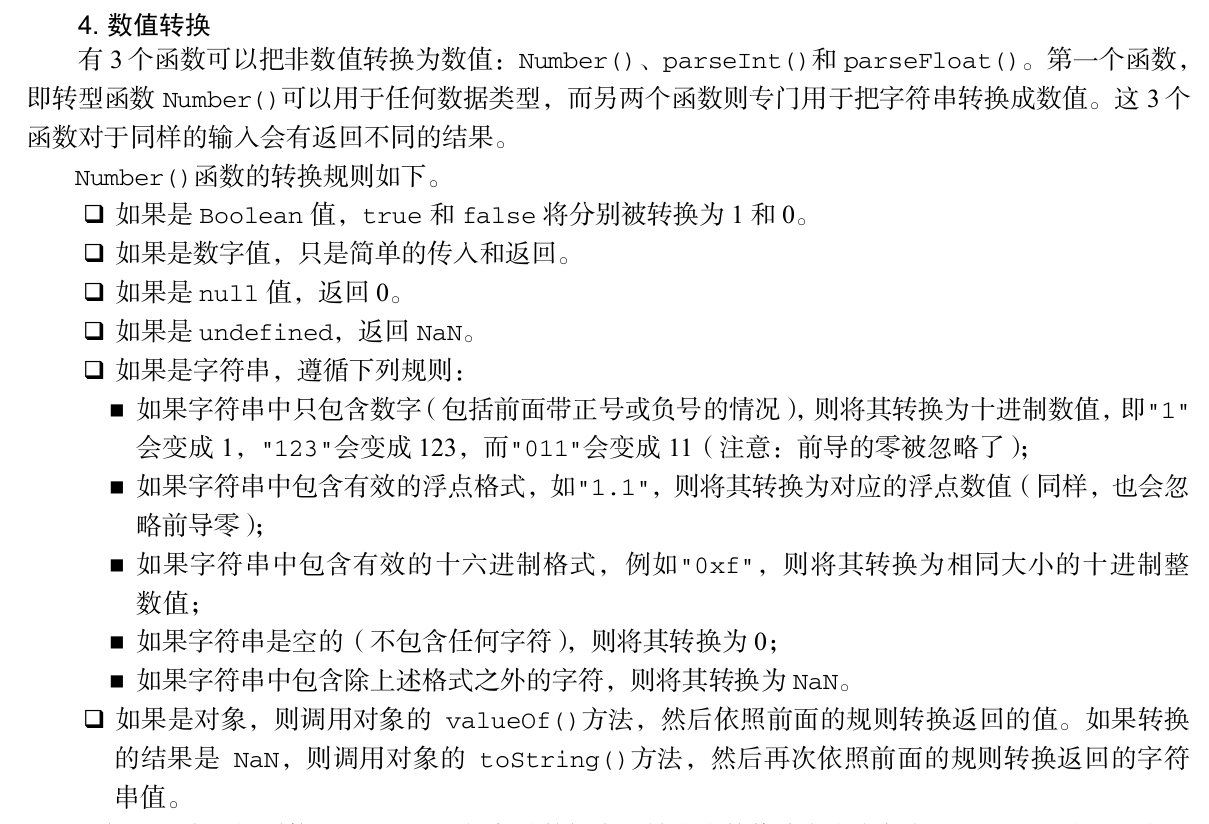 4. 数值转换
有 3 个函数可以把非数值转换为数值：Number()、parseInt()和 parseFloat()。第一个函数，
即转型函数 Number()可以用于任何数据类型，而另两个函数则专门用于把字符串转换成数值。这 3 个
函数对于同样的输入会有返回不同的结果。
Number()函数的转换规则如下。
❑ 如果是 Boolean 值，true 和 false 将分别被转换为 1 和 0。
❑ 如果是数字值，只是简单的传入和返回。
❑ 如果是 null 值，返回 0。
❑ 如果是 undefined，返回 NaN。
❑ 如果是字符串，遵循下列规则：
■ 如果字符串中只包含数字（包括前面带正号或负号的情况），则将其转换为十进制数值，即"1"
会变成 1，"123"会变成 123，而"011"会变成 11（注意：前导的零被忽略了）；
■ 如果字符串中包含有效的浮点格式，如"1.1"，则将其转换为对应的浮点数值（同样，也会忽
略前导零）；
■ 如果字符串中包含有效的十六进制格式，例如"0xf"，则将其转换为相同大小的十进制整
数值；
■ 如果字符串是空的（不包含任何字符），则将其转换为 0；
■ 如果字符串中包含除上述格式之外的字符，则将其转换为 NaN。
❑ 如果是对象，则调用对象的 valueOf()方法，然后依照前面的规则转换返回的值。如果转换
的结果是 NaN，则调用对象的 toString()方法，然后再次依照前面的规则转换返回的字符
串值。